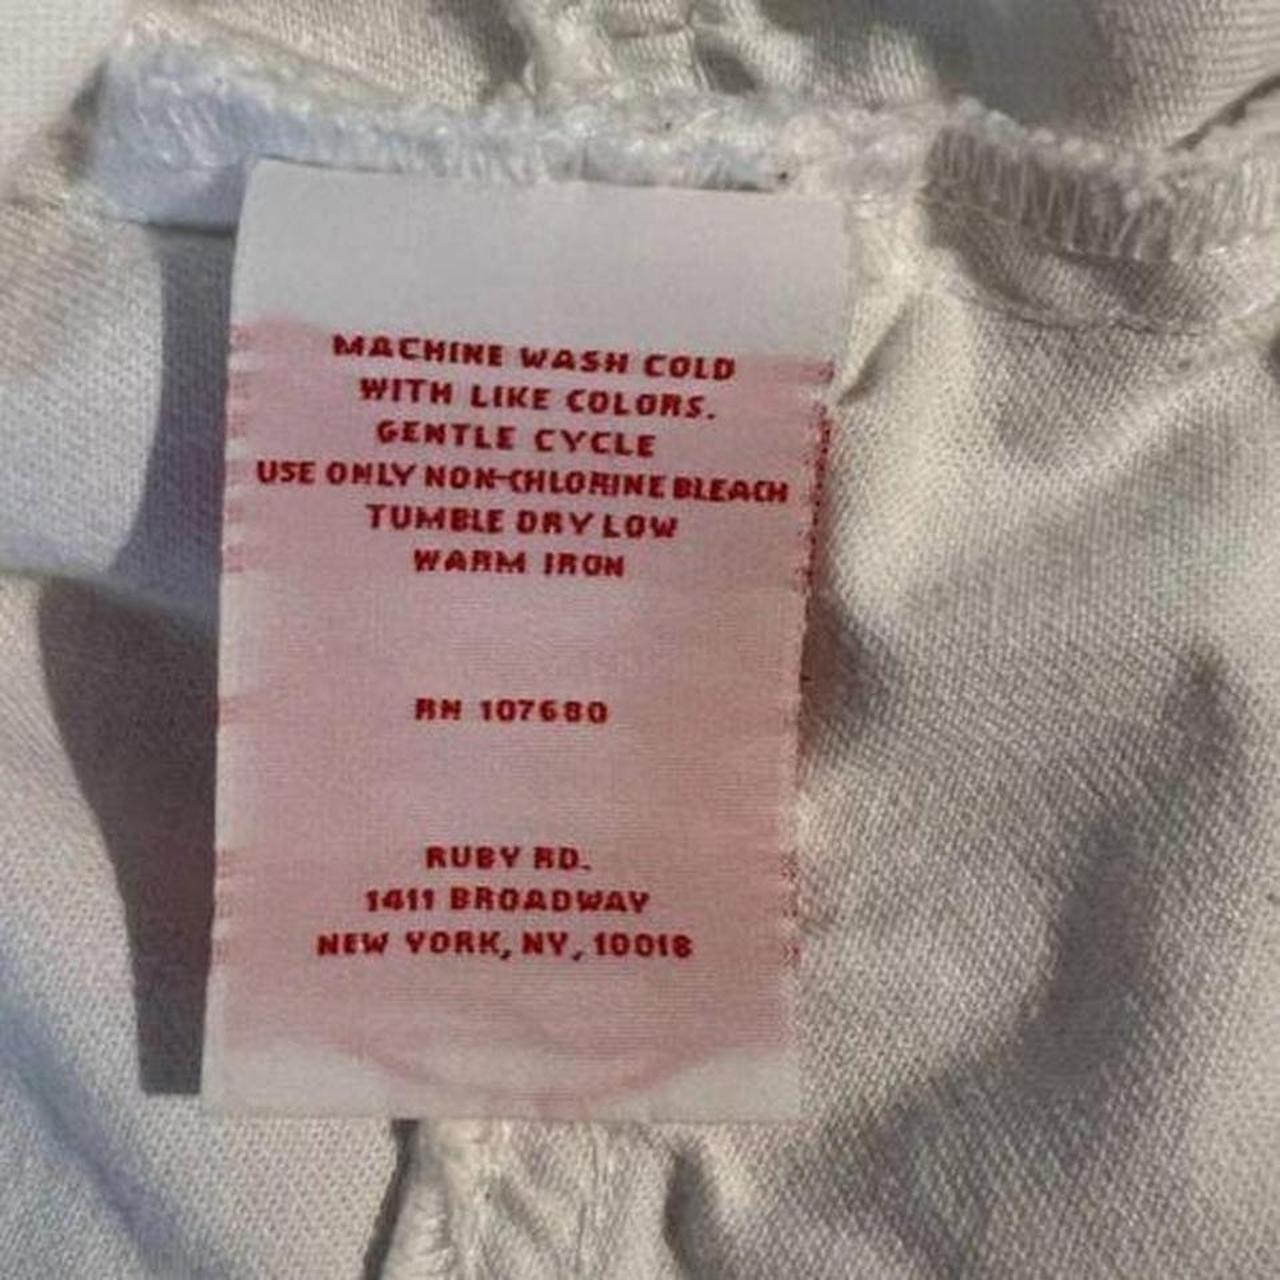 MACHINE WASH COLD
WITH LIKE COLORS.
GENTLE CYCLE
USE ONLY NON-CHLORINE BLEACH
TUMBLE DRY LOW
WARM IRON
RN 107680
RUBY RD.
1411 BROADWAY
NEW YORK, NY, 10018